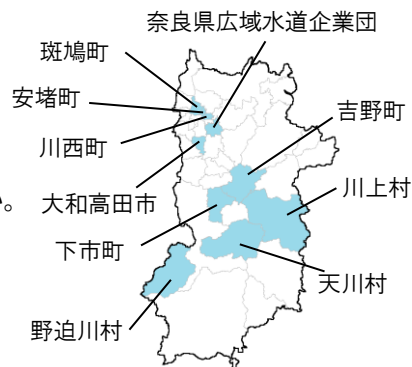 奈良県広域水道企業団
斑鳩町
安堵町
吉野町
川西町
川上村
い。
大和高田市
下市町
天川村
野迫川村